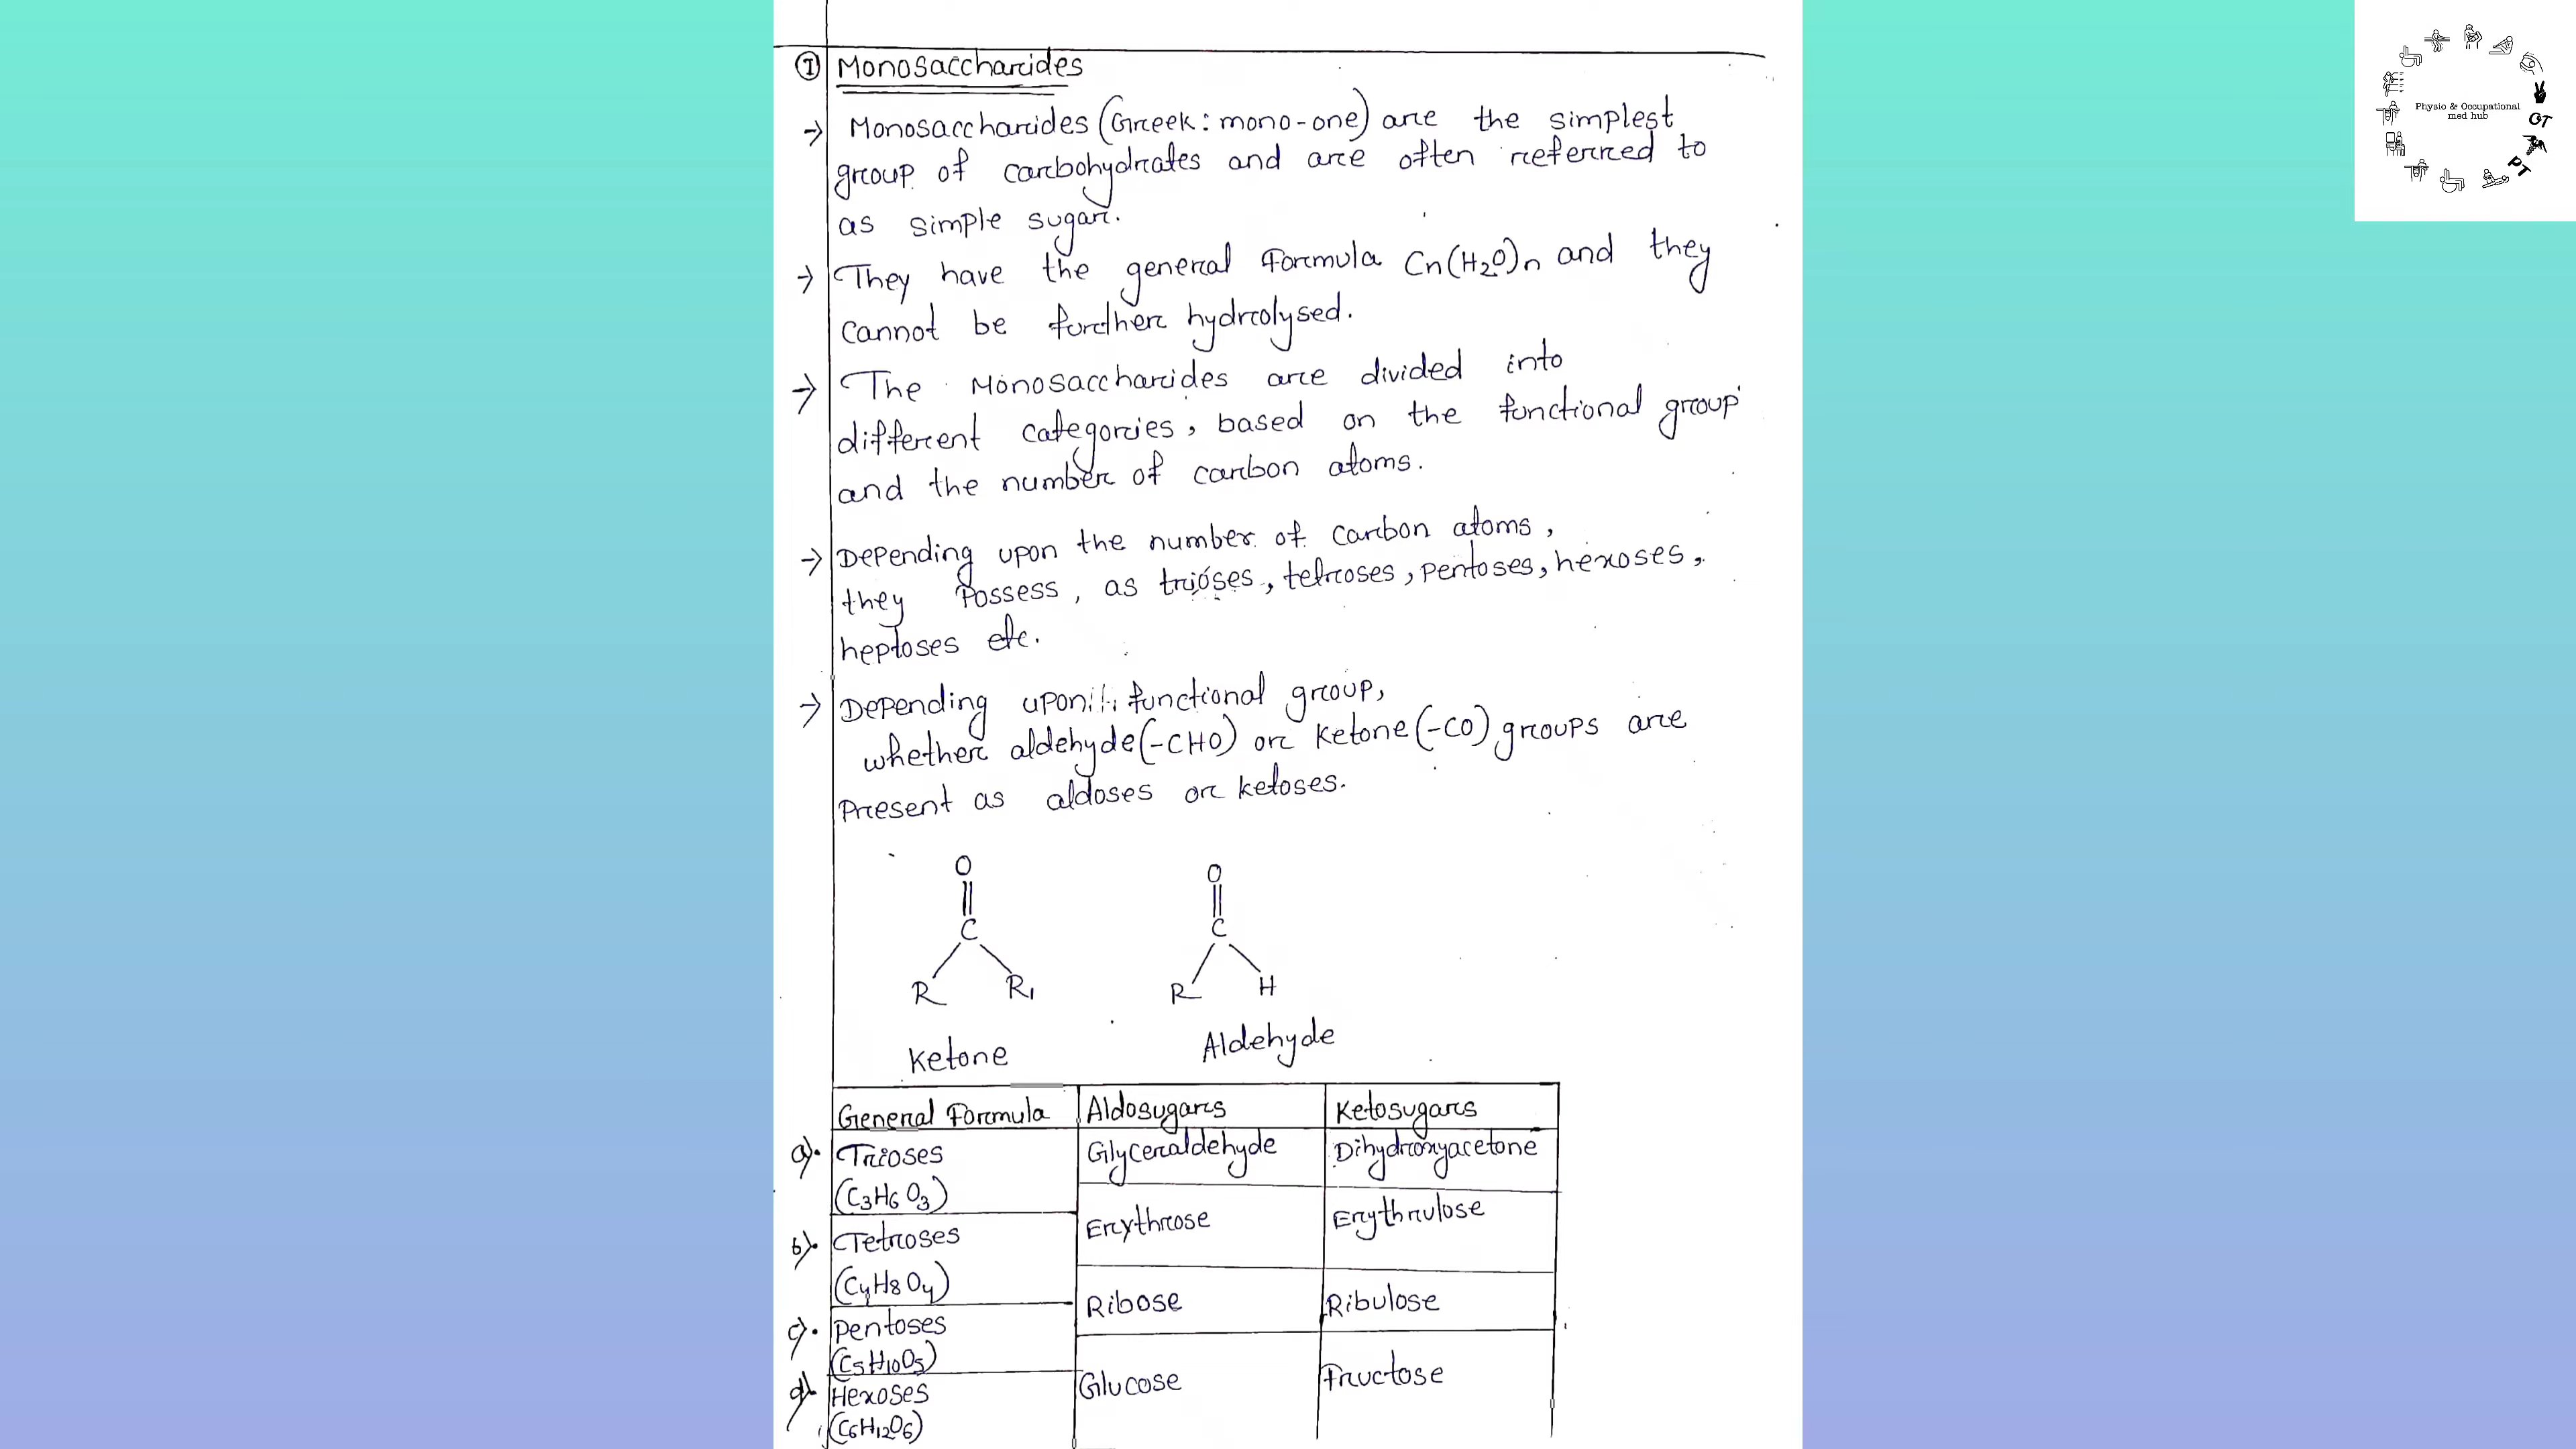 I Monosaccharides
→ Monosaccharides (Greek: mono-one) are the simplest
group of carbohydrates and are often referred to
as simple sugar.
→ They have the general Formula Cn(H2O)n and they
cannot be further hydrolysed.
→ The Monosaccharides are divided into
different categories, based on the functional group
and the number of carbon atoms.
→ Depending upon the number of carbon atoms,
they Possess, as trioses, tetroses, pentoses, hexoses,
heptoses etc.
→ Depending upon functional group,
whether aldehyde (-CHO) or Ketone (-CO) groups are
Present as aldoses or ketoses.
O O
C C
R R1 R H
Ketone Aldehyde
General Formula Aldosugars Ketosugars
a). Trioses Glyceraldehyde Dihydroxyacetone
(C3H6O3)
b). Tetroses Erythrose Erythrulose
(C4H8O4)
c). Pentoses Ribose Ribulose
(C5H10O5)
d). Hexoses Glucose Fructose
(C6H12O6)
Physio & Occupational
med hub
OT
PT